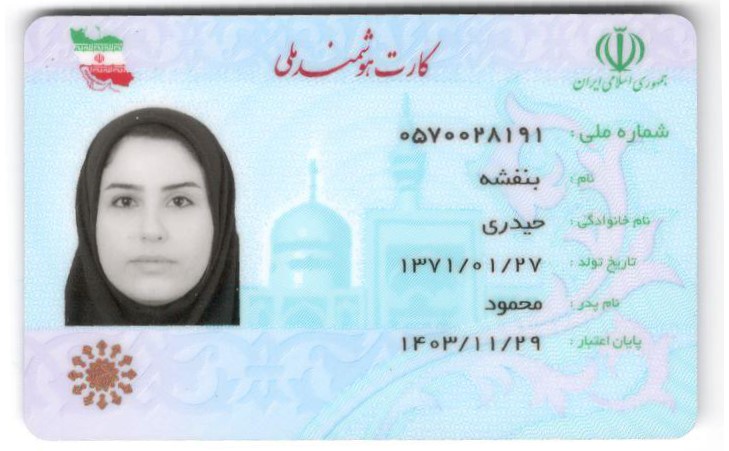 کارت هوشمند ملی
جمهوری اسلامی ایران
شماره ملی : ۰۵۷۰۰۲۸۱۹۱
نام : بنفشه
نام خانوادگی : حیدری
تاریخ تولد : ۱۳۷۱/۰۱/۲۷
نام پدر : محمود
پایان اعتبار : ۱۴۰۳/۱۱/۲۹